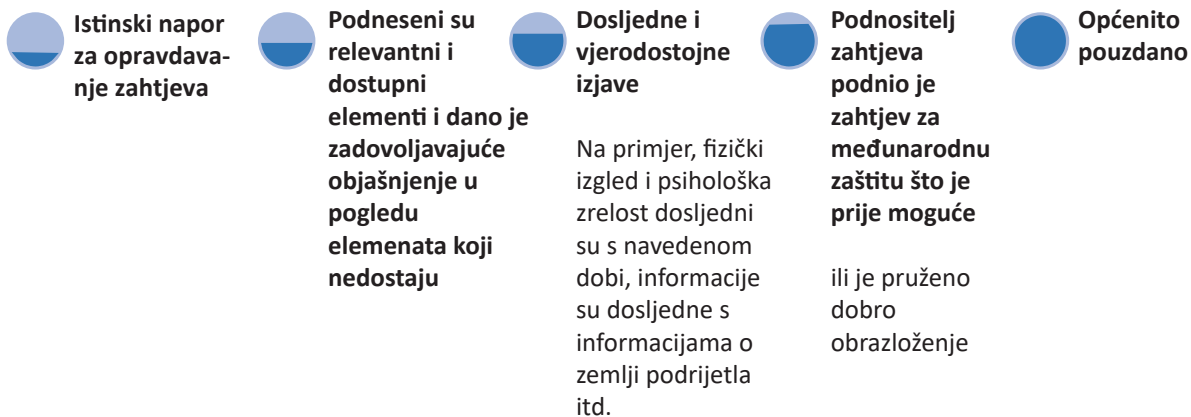 Istinski napor
za opravdava-
nje zahtjeva
Podneseni su
relevantni i
dostupni
elementi i dano je
zadovoljavajuće
objašnjenje u
pogledu
elemenata koji
nedostaju
Dosljedne i
vjerodostojne
izjave
Na primjer, fizički
izgled i psihološka
zrelost dosljedni
su s navedenom
dobi, informacije
su dosljedne s
informacijama o
zemlji podrijetla
itd.
Podnositelj
zahtjeva
podnio je
zahtjev za
međunarodnu
zaštitu što je
prije moguće
ili je pruženo
dobro
obrazloženje
Općenito
pouzdano